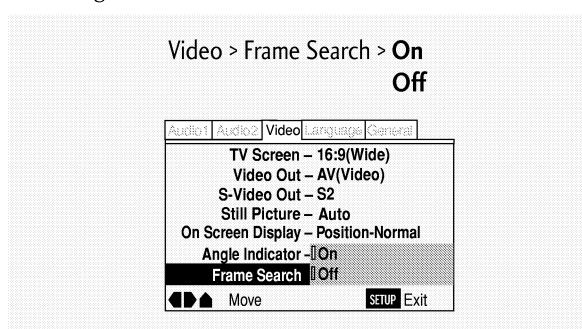 Video > Frame Search > On
Off
Audio1 Audio2 Video Language General
TV Screen – 16:9(Wide)
Video Out – AV(Video)
S-Video Out – S2
Still Picture – Auto
On Screen Display – Position-Normal
Angle Indicator – On
Frame Search Off
Move SETUP Exit